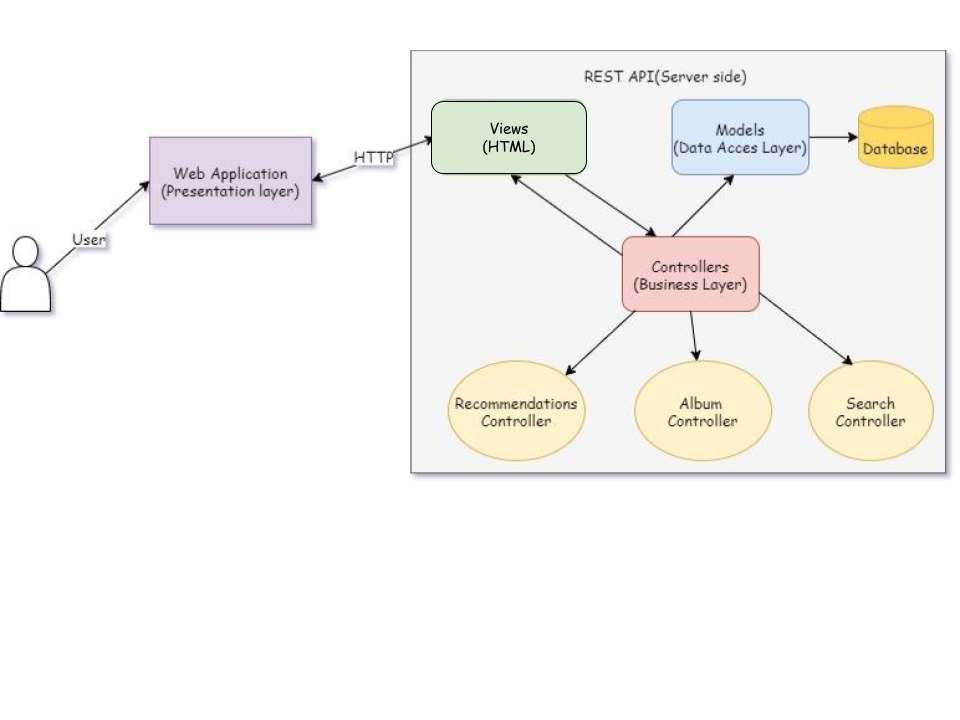 REST API(Server side)
Views
(HTML)
Models
(Data Acces Layer)
Database
HTTP
Web Application
(Presentation layer)
User
Controllers
(Business Layer)
Recommendations
Controller
Album
Controller
Search
Controller